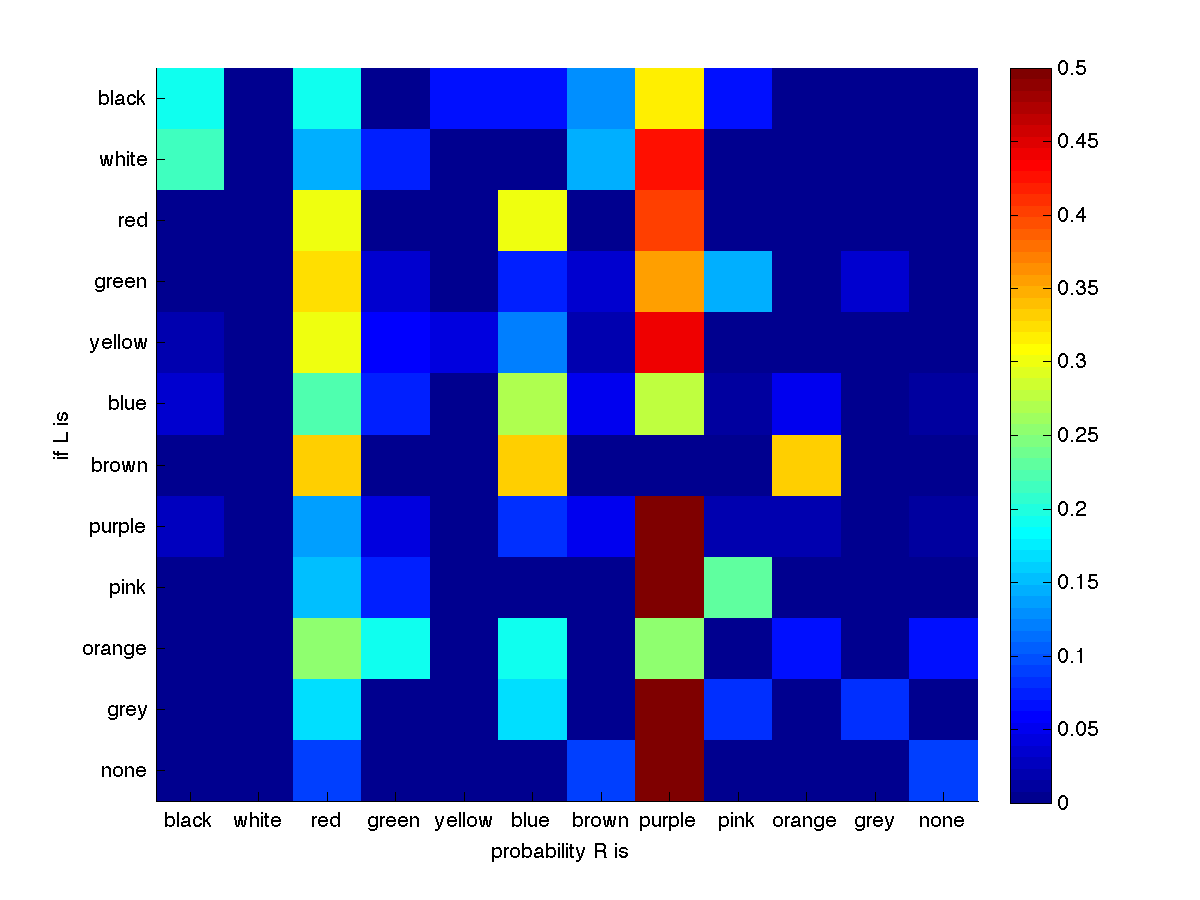 black
white
red
green
yellow
blue
brown
purple
pink
orange
grey
none
if L is
black white red green yellow blue brown purple pink orange grey none
probability R is
0.5
0.45
0.4
0.35
0.3
0.25
0.2
0.15
0.1
0.05
0